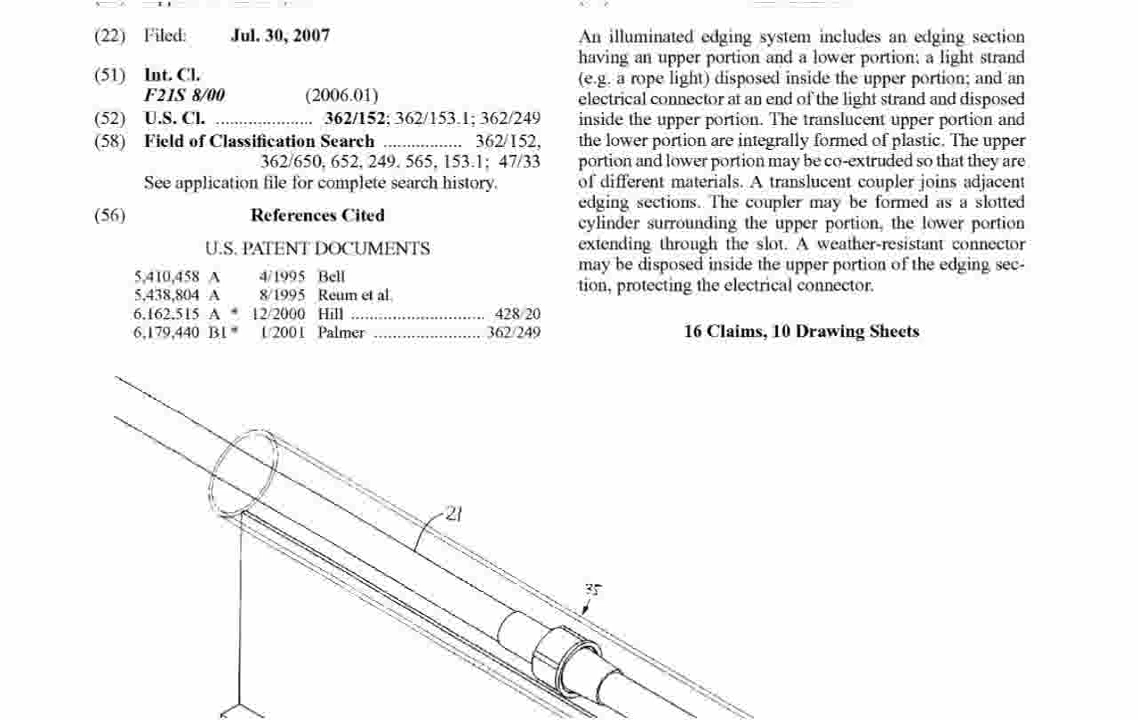 (22) Filed: Jul. 30, 2007
(51) Int. Cl.
F21S 8/00 (2006.01)
(52) U.S. Cl. ..................... 362/152; 362/153.1; 362/249
(58) Field of Classification Search ................ 362/152,
362/650, 652, 249. 565, 153.1; 47/33
See application file for complete search history.
(56) References Cited
U.S. PATENT DOCUMENTS
5,410,458 A 4/1995 Bell
5,438,804 A 8/1995 Reum et al.
6,162,515 A * 12/2000 Hill ............................ 428/20
6,179,440 B1 * 1/2001 Palmer ...................... 362/249
An illuminated edging system includes an edging section
having an upper portion and a lower portion; a light strand
(e.g. a rope light) disposed inside the upper portion; and an
electrical connector at an end of the light strand and disposed
inside the upper portion. The translucent upper portion and
the lower portion are integrally formed of plastic. The upper
portion and lower portion may be co-extruded so that they are
of different materials. A translucent coupler joins adjacent
edging sections. The coupler may be formed as a slotted
cylinder surrounding the upper portion, the lower portion
extending through the slot. A weather-resistant connector
may be disposed inside the upper portion of the edging sec-
tion, protecting the electrical connector.
16 Claims, 10 Drawing Sheets
21
35